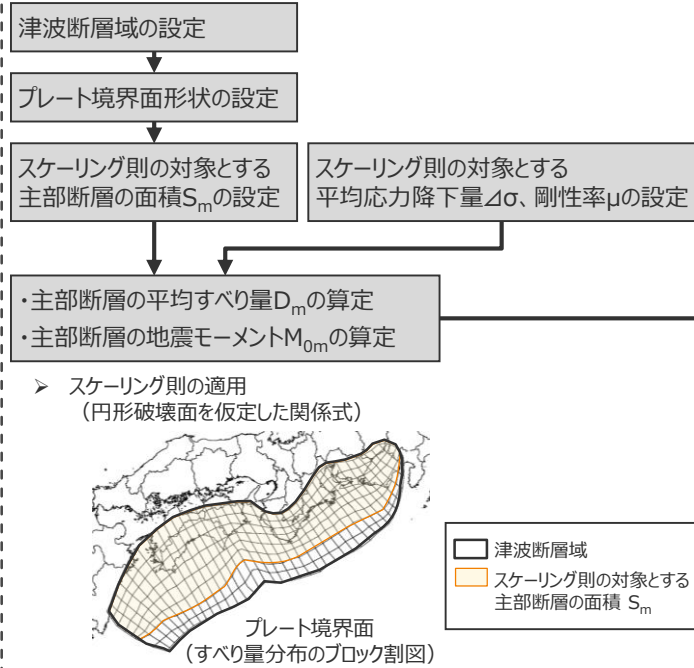 津波断層域の設定
プレート境界面形状の設定
スケーリング則の対象とする
主部断層の面積Smの設定
スケーリング則の対象とする
平均応力降下量⊿σ、剛性率μの設定
・主部断層の平均すべり量Dmの算定
・主部断層の地震モーメントM0mの算定
➢ スケーリング則の適用
（円形破壊面を仮定した関係式）
津波断層域
スケーリング則の対象とする
主部断層の面積 Sm
プレート境界面
（すべり量分布のブロック割図）